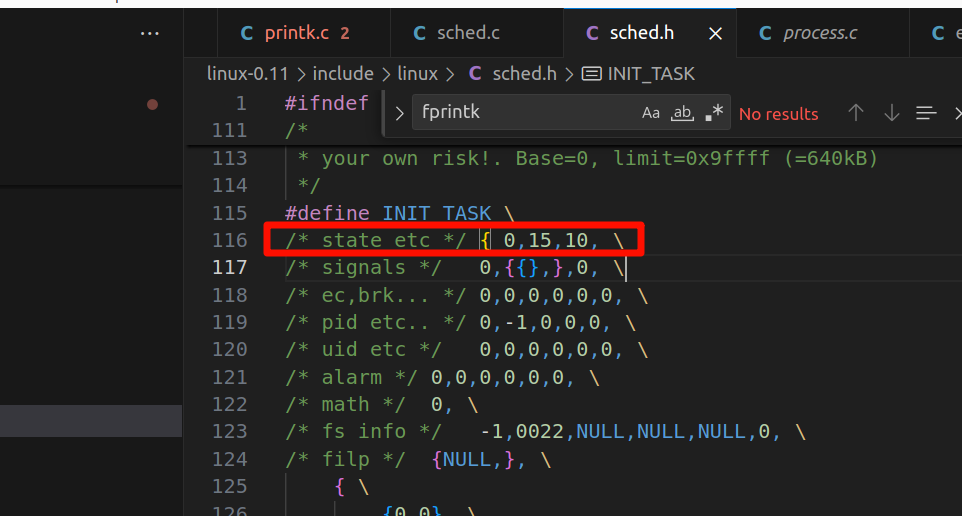 printk.c 2 sched.c sched.h process.c
linux-0.11 > include > linux > C sched.h > INIT_TASK
fprintk Aa ab .* No results
1 #ifndef
111 /*
113 * your own risk!. Base=0, limit=0x9ffff (=640kB)
114 */
115 #define INIT_TASK \
116 /* state etc */ { 0,15,10, \
117 /* signals */ 0,{{},},0, \
118 /* ec,brk... */ 0,0,0,0,0,0, \
119 /* pid etc.. */ 0,-1,0,0,0, \
120 /* uid etc */ 0,0,0,0,0,0, \
121 /* alarm */ 0,0,0,0,0,0, \
122 /* math */ 0, \
123 /* fs info */ -1,0022,NULL,NULL,NULL,0, \
124 /* filp */ {NULL,}, \
125 { \
126 {0,0}, \